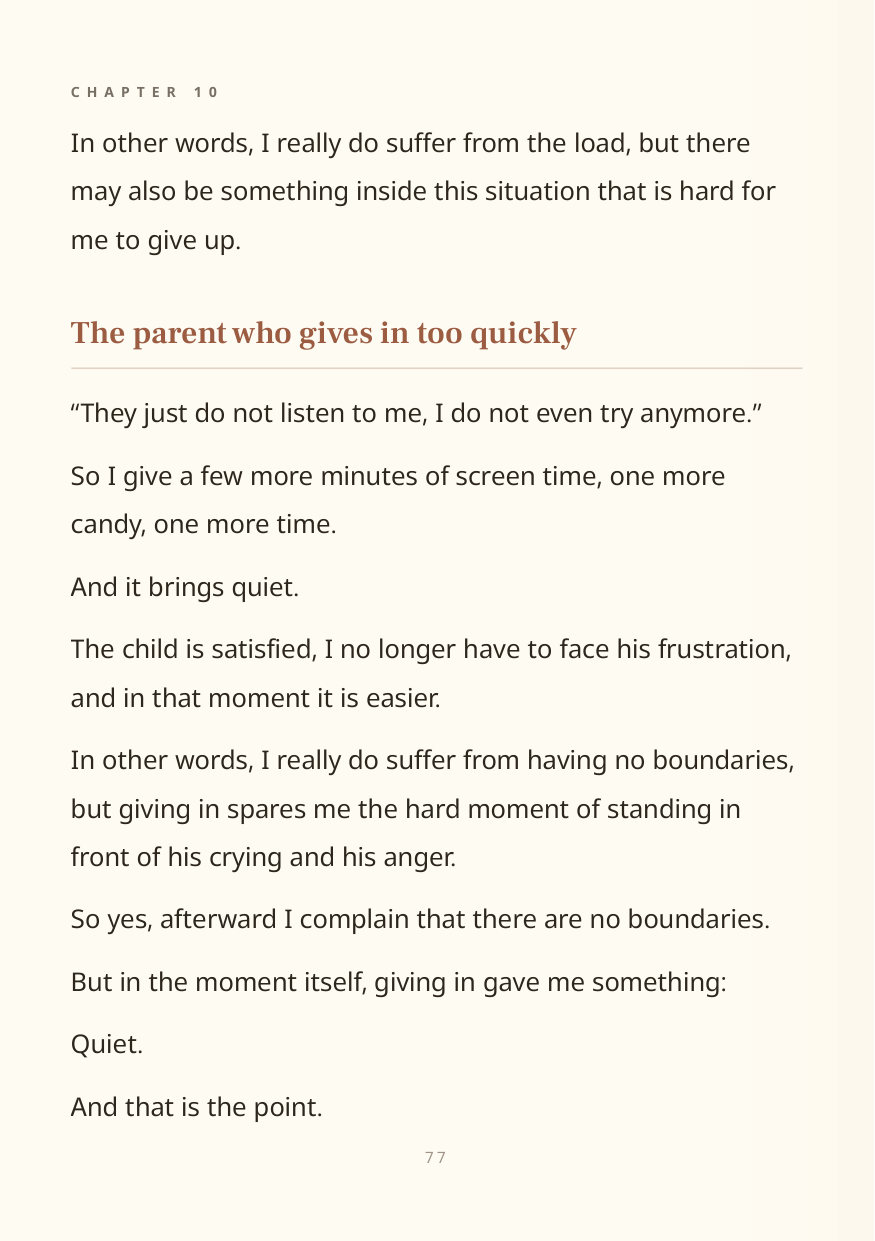 CHAPTER 10
In other words, I really do suffer from the load, but there
may also be something inside this situation that is hard for
me to give up.
The parent who gives in too quickly
“They just do not listen to me, I do not even try anymore.”
So I give a few more minutes of screen time, one more
candy, one more time.
And it brings quiet.
The child is satisfied, I no longer have to face his frustration,
and in that moment it is easier.
In other words, I really do suffer from having no boundaries,
but giving in spares me the hard moment of standing in
front of his crying and his anger.
So yes, afterward I complain that there are no boundaries.
But in the moment itself, giving in gave me something:
Quiet.
And that is the point.
77